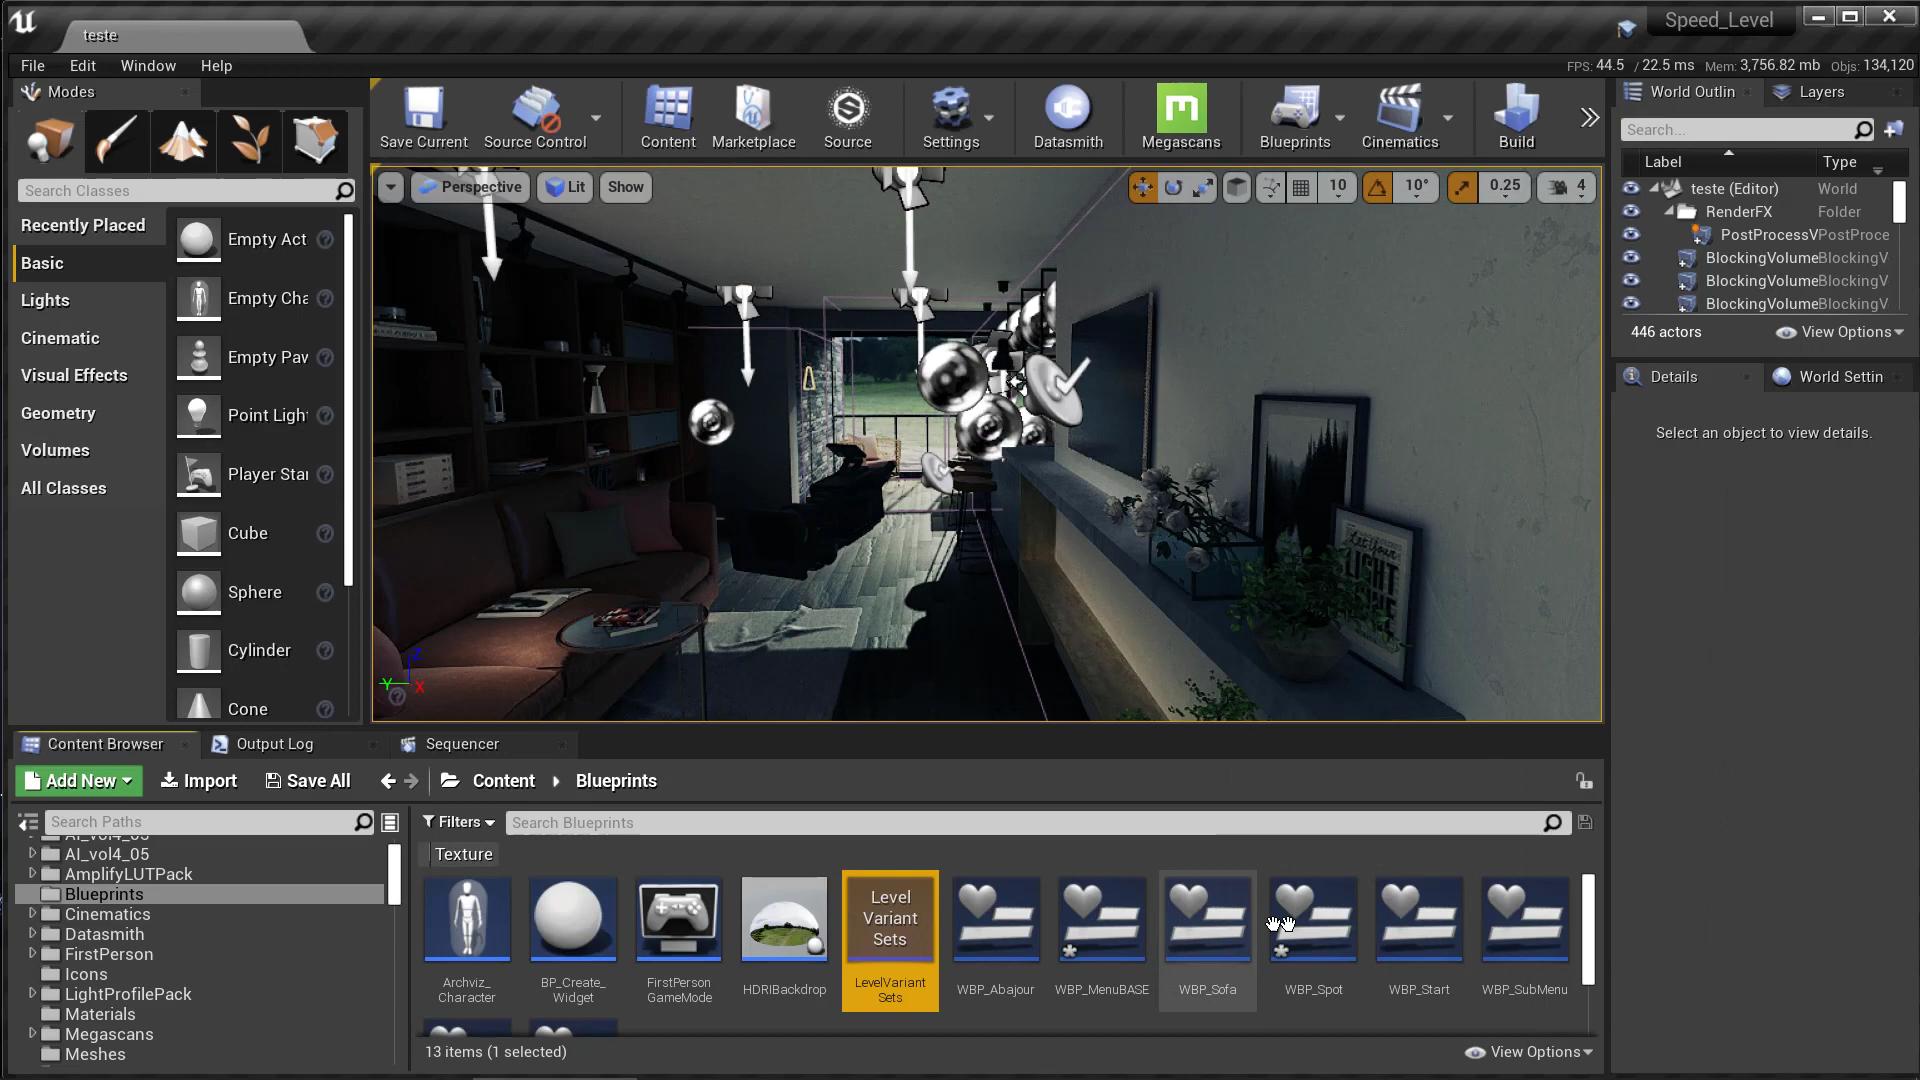 teste
Speed_Level
File Edit Window Help
FPS: 44.5 / 22.5 ms Mem: 3,756.82 mb Objs: 134,120
Modes
Save Current
Source Control
Content
Marketplace
Source
Settings
Datasmith
Megascans
Blueprints
Cinematics
Build
World Outlin
Layers
Search...
Label Type
teste (Editor) World
RenderFX Folder
PostProcessV PostProce
BlockingVolume BlockingV
BlockingVolume BlockingV
BlockingVolume BlockingV
446 actors
View Options
Search Classes
Recently Placed
Basic
Lights
Cinematic
Visual Effects
Geometry
Volumes
All Classes
Empty Act
Empty Cha
Empty Paw
Point Ligh
Player Star
Cube
Sphere
Cylinder
Cone
Perspective
Lit
Show
10
10°
0.25
4
Z
Y
X
LIGHT
Details
World Settin
Select an object to view details.
Content Browser
Output Log
Sequencer
Add New
Import
Save All
Content
Blueprints
Search Paths
Filters
Search Blueprints
Texture
AI_vol4_03
AI_vol4_05
AmplifyLUTPack
Blueprints
Cinematics
Datasmith
FirstPerson
Icons
LightProfilePack
Materials
Megascans
Meshes
Level
Variant
Sets
Archviz_
Character
BP_Create_
Widget
FirstPerson
GameMode
HDRIBackdrop
LevelVariant
Sets
WBP_Abajour
WBP_MenuBASE
WBP_Sofa
WBP_Spot
WBP_Start
WBP_SubMenu
13 items (1 selected)
View Options